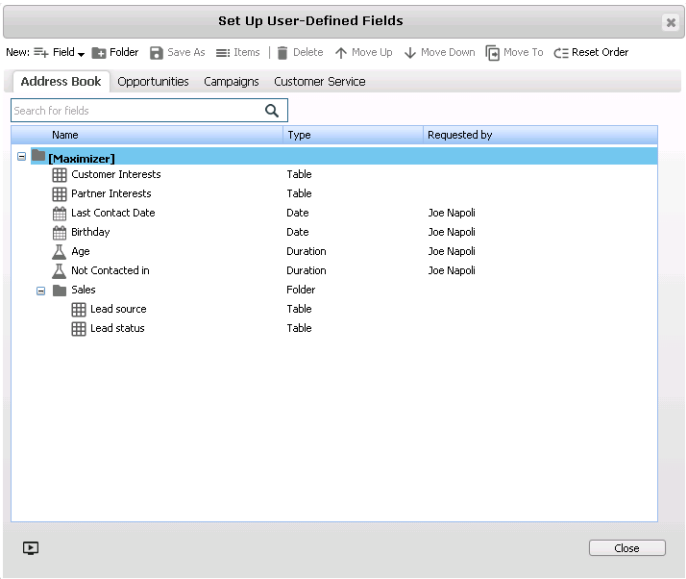 Set Up User-Defined Fields
New: Field Folder Save As Items | Delete Move Up Move Down Move To Reset Order
Address Book Opportunities Campaigns Customer Service
Search for fields
Name Type Requested by
[Maximizer]
Customer Interests Table
Partner Interests Table
Last Contact Date Date Joe Napoli
Birthday Date Joe Napoli
Age Duration Joe Napoli
Not Contacted in Duration Joe Napoli
Sales Folder
Lead source Table
Lead status Table
Close